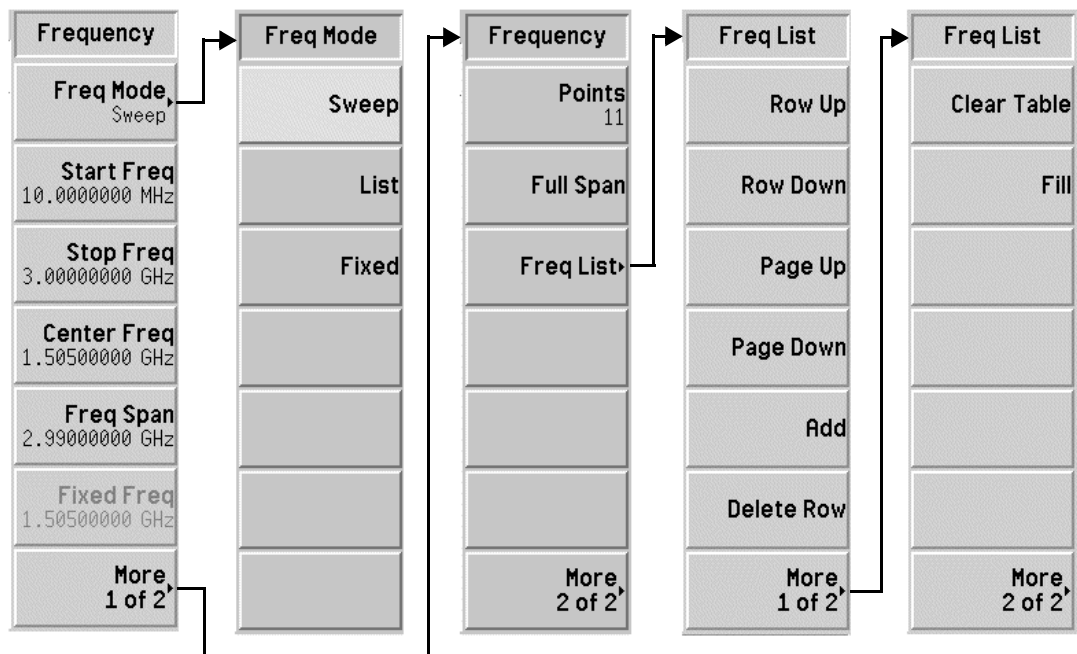 Frequency
Freq Mode
Sweep
Start Freq
10.0000000 MHz
Stop Freq
3.00000000 GHz
Center Freq
1.50500000 GHz
Freq Span
2.99000000 GHz
Fixed Freq
1.50500000 GHz
More
1 of 2
Freq Mode
Sweep
List
Fixed
Frequency
Points
11
Full Span
Freq List
More
2 of 2
Freq List
Row Up
Row Down
Page Up
Page Down
Add
Delete Row
More
1 of 2
Freq List
Clear Table
Fill
More
2 of 2